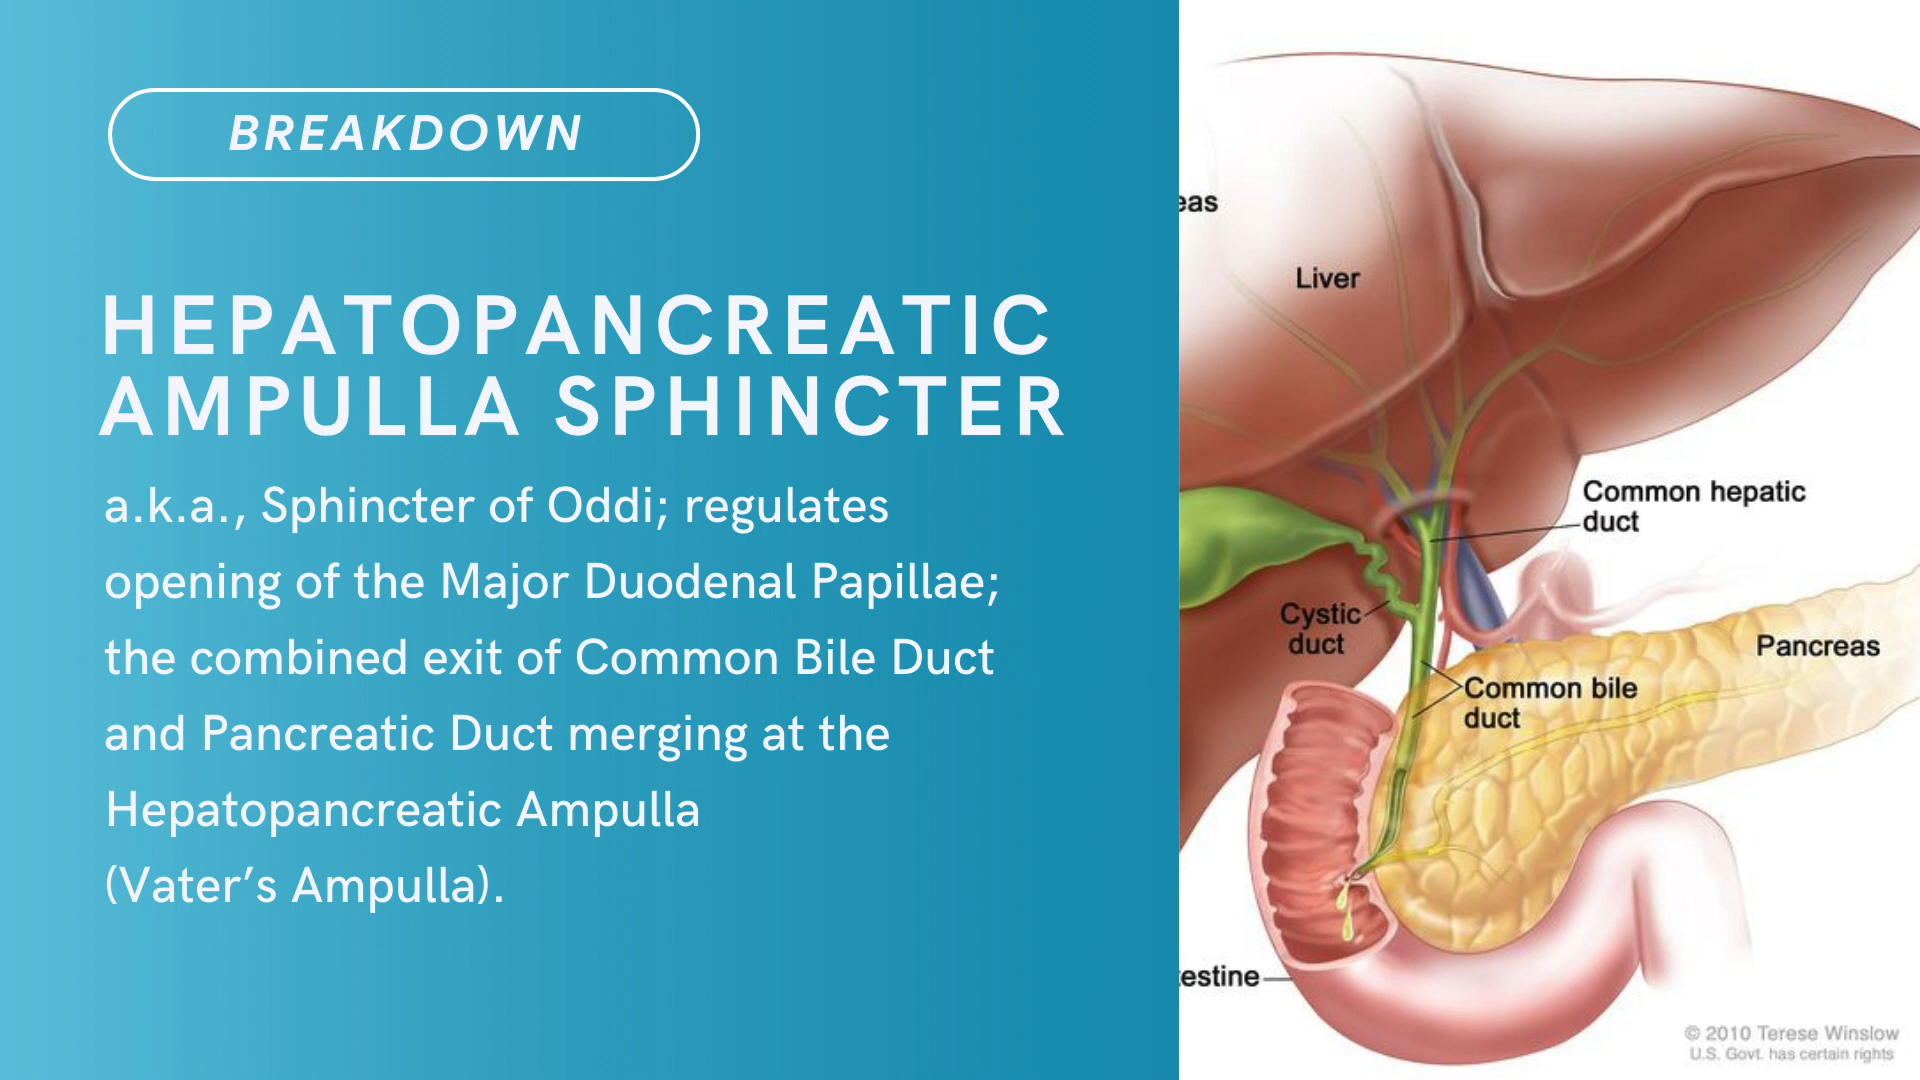 BREAKDOWN
HEPATOPANCREATIC
AMPULLA SPHINCTER
a.k.a., Sphincter of Oddi; regulates
opening of the Major Duodenal Papillae;
the combined exit of Common Bile Duct
and Pancreatic Duct merging at the
Hepatopancreatic Ampulla
(Vater’s Ampulla).
eas
Liver
Common hepatic
duct
Cystic
duct
Pancreas
Common bile
duct
testine
© 2010 Terese Winslow
U.S. Govt. has certain rights